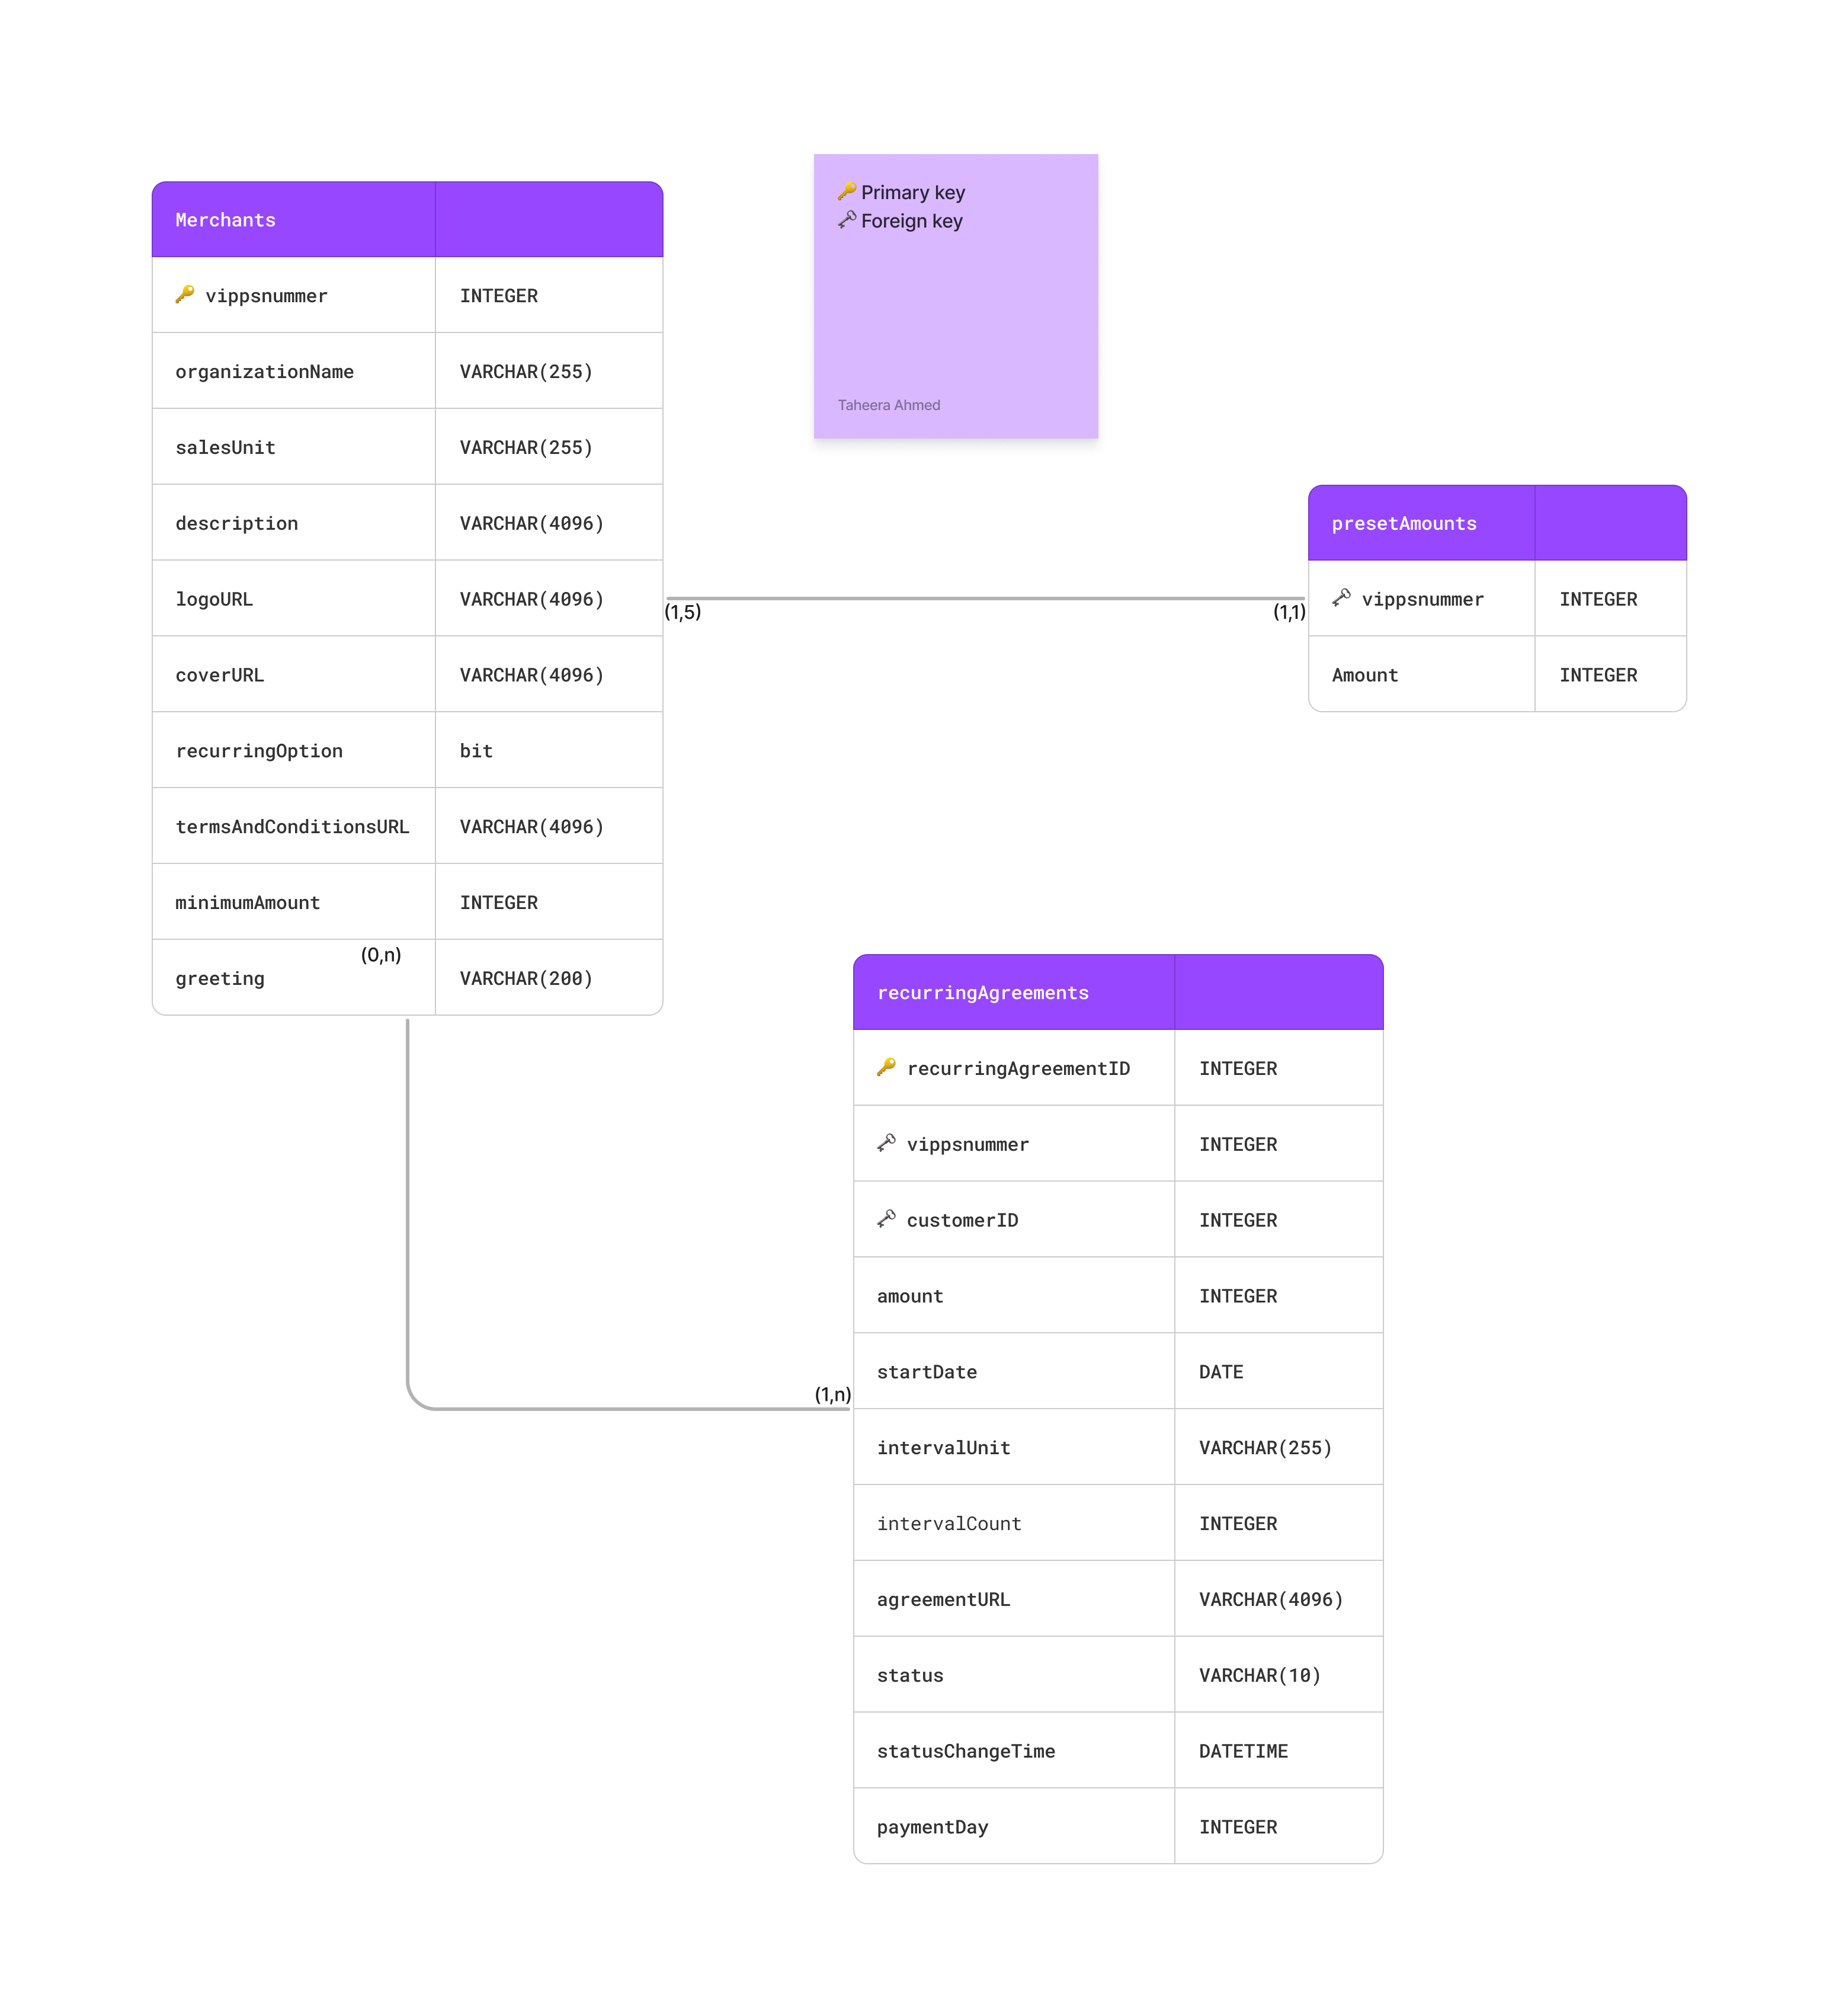 Merchants
🔑 vippsnummer INTEGER
organizationName VARCHAR(255)
salesUnit VARCHAR(255)
description VARCHAR(4096)
logoURL VARCHAR(4096)
coverURL VARCHAR(4096)
recurringOption bit
termsAndConditionsURL VARCHAR(4096)
minimumAmount INTEGER
(0,n)
greeting VARCHAR(200)
🔑 Primary key
🗝 Foreign key
Taheera Ahmed
(1,5) (1,1)
presetAmounts
🗝 vippsnummer INTEGER
Amount INTEGER
(1,n)
recurringAgreements
🔑 recurringAgreementID INTEGER
🗝 vippsnummer INTEGER
🗝 customerID INTEGER
amount INTEGER
startDate DATE
intervalUnit VARCHAR(255)
intervalCount INTEGER
agreementURL VARCHAR(4096)
status VARCHAR(10)
statusChangeTime DATETIME
paymentDay INTEGER